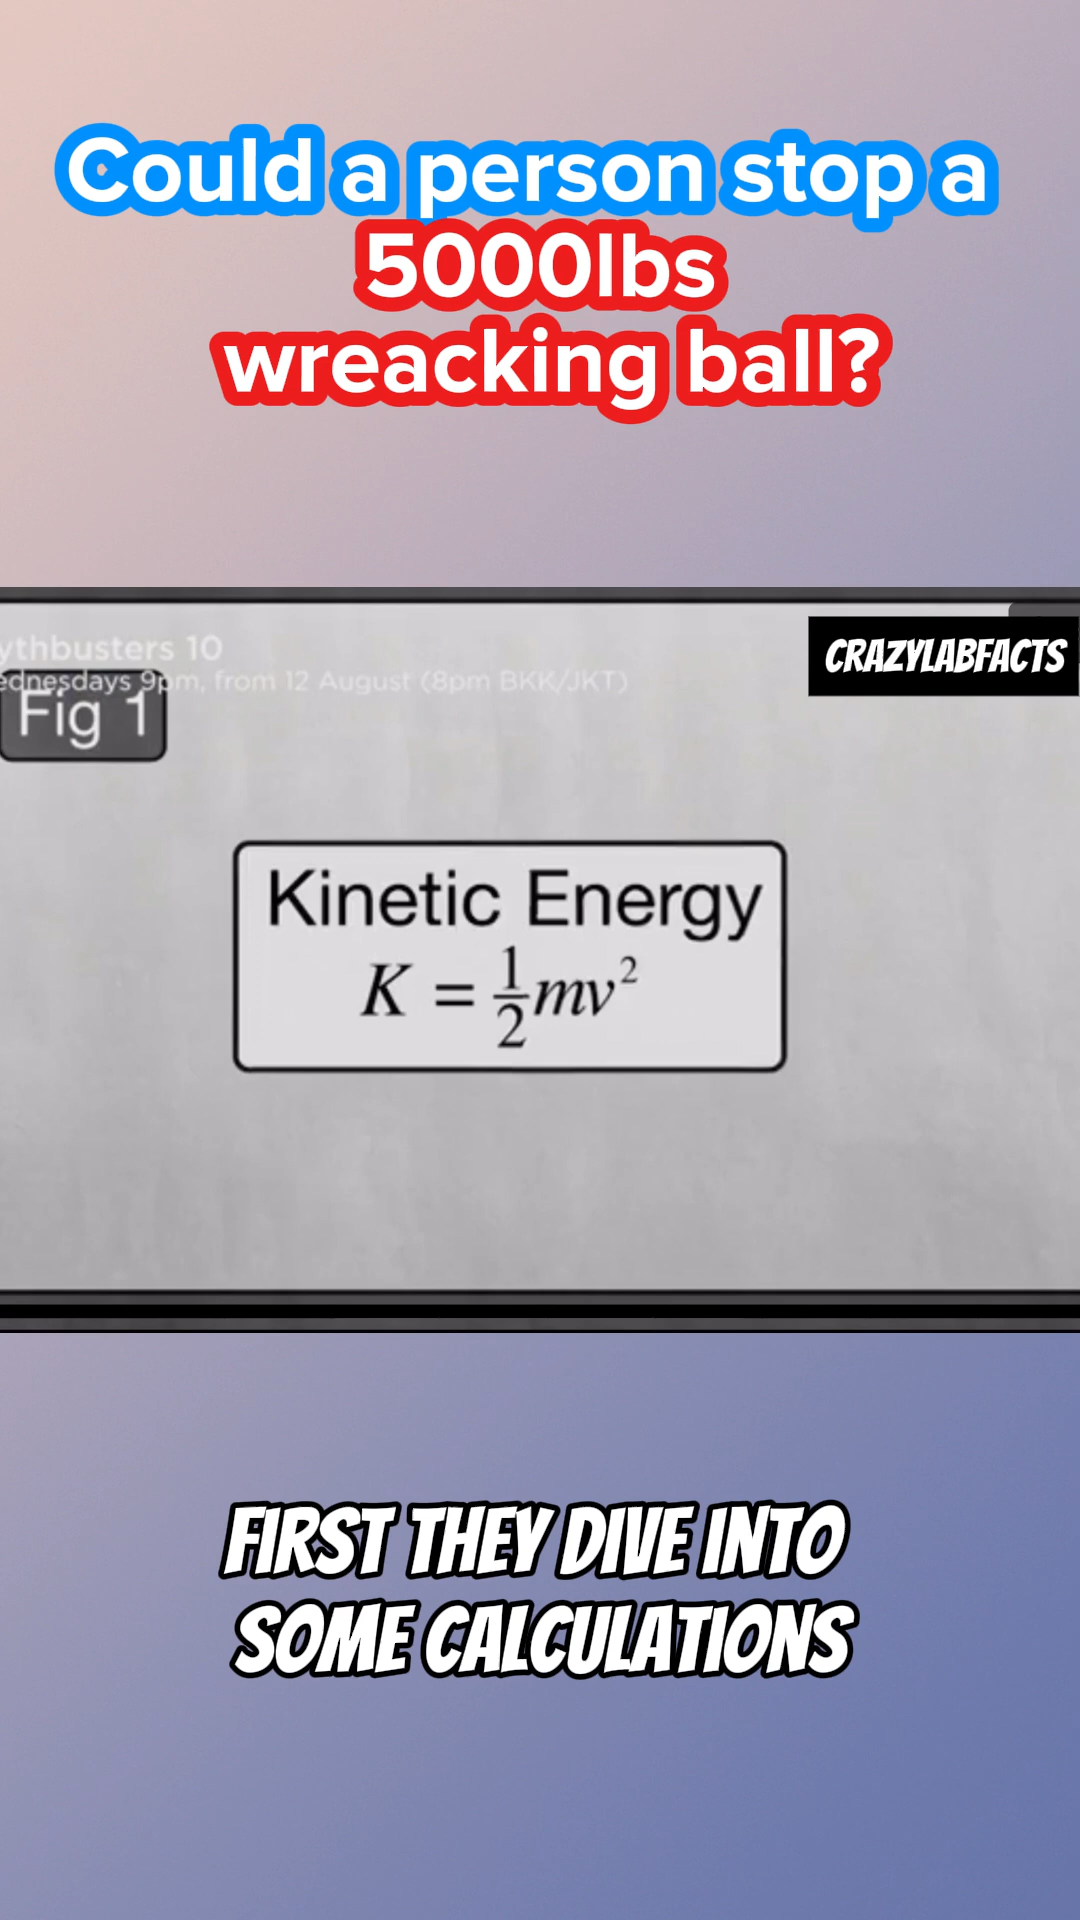 Could a person stop a
5000lbs
wreacking ball?
ythbusters 10
ednesdays 9pm, from 12 August (8pm BKK/JKT)
CRAZYLABFACTS
Fig 1
Kinetic Energy
K = ½mv²
FIRST THEY DIVE INTO
SOME CALCULATIONS